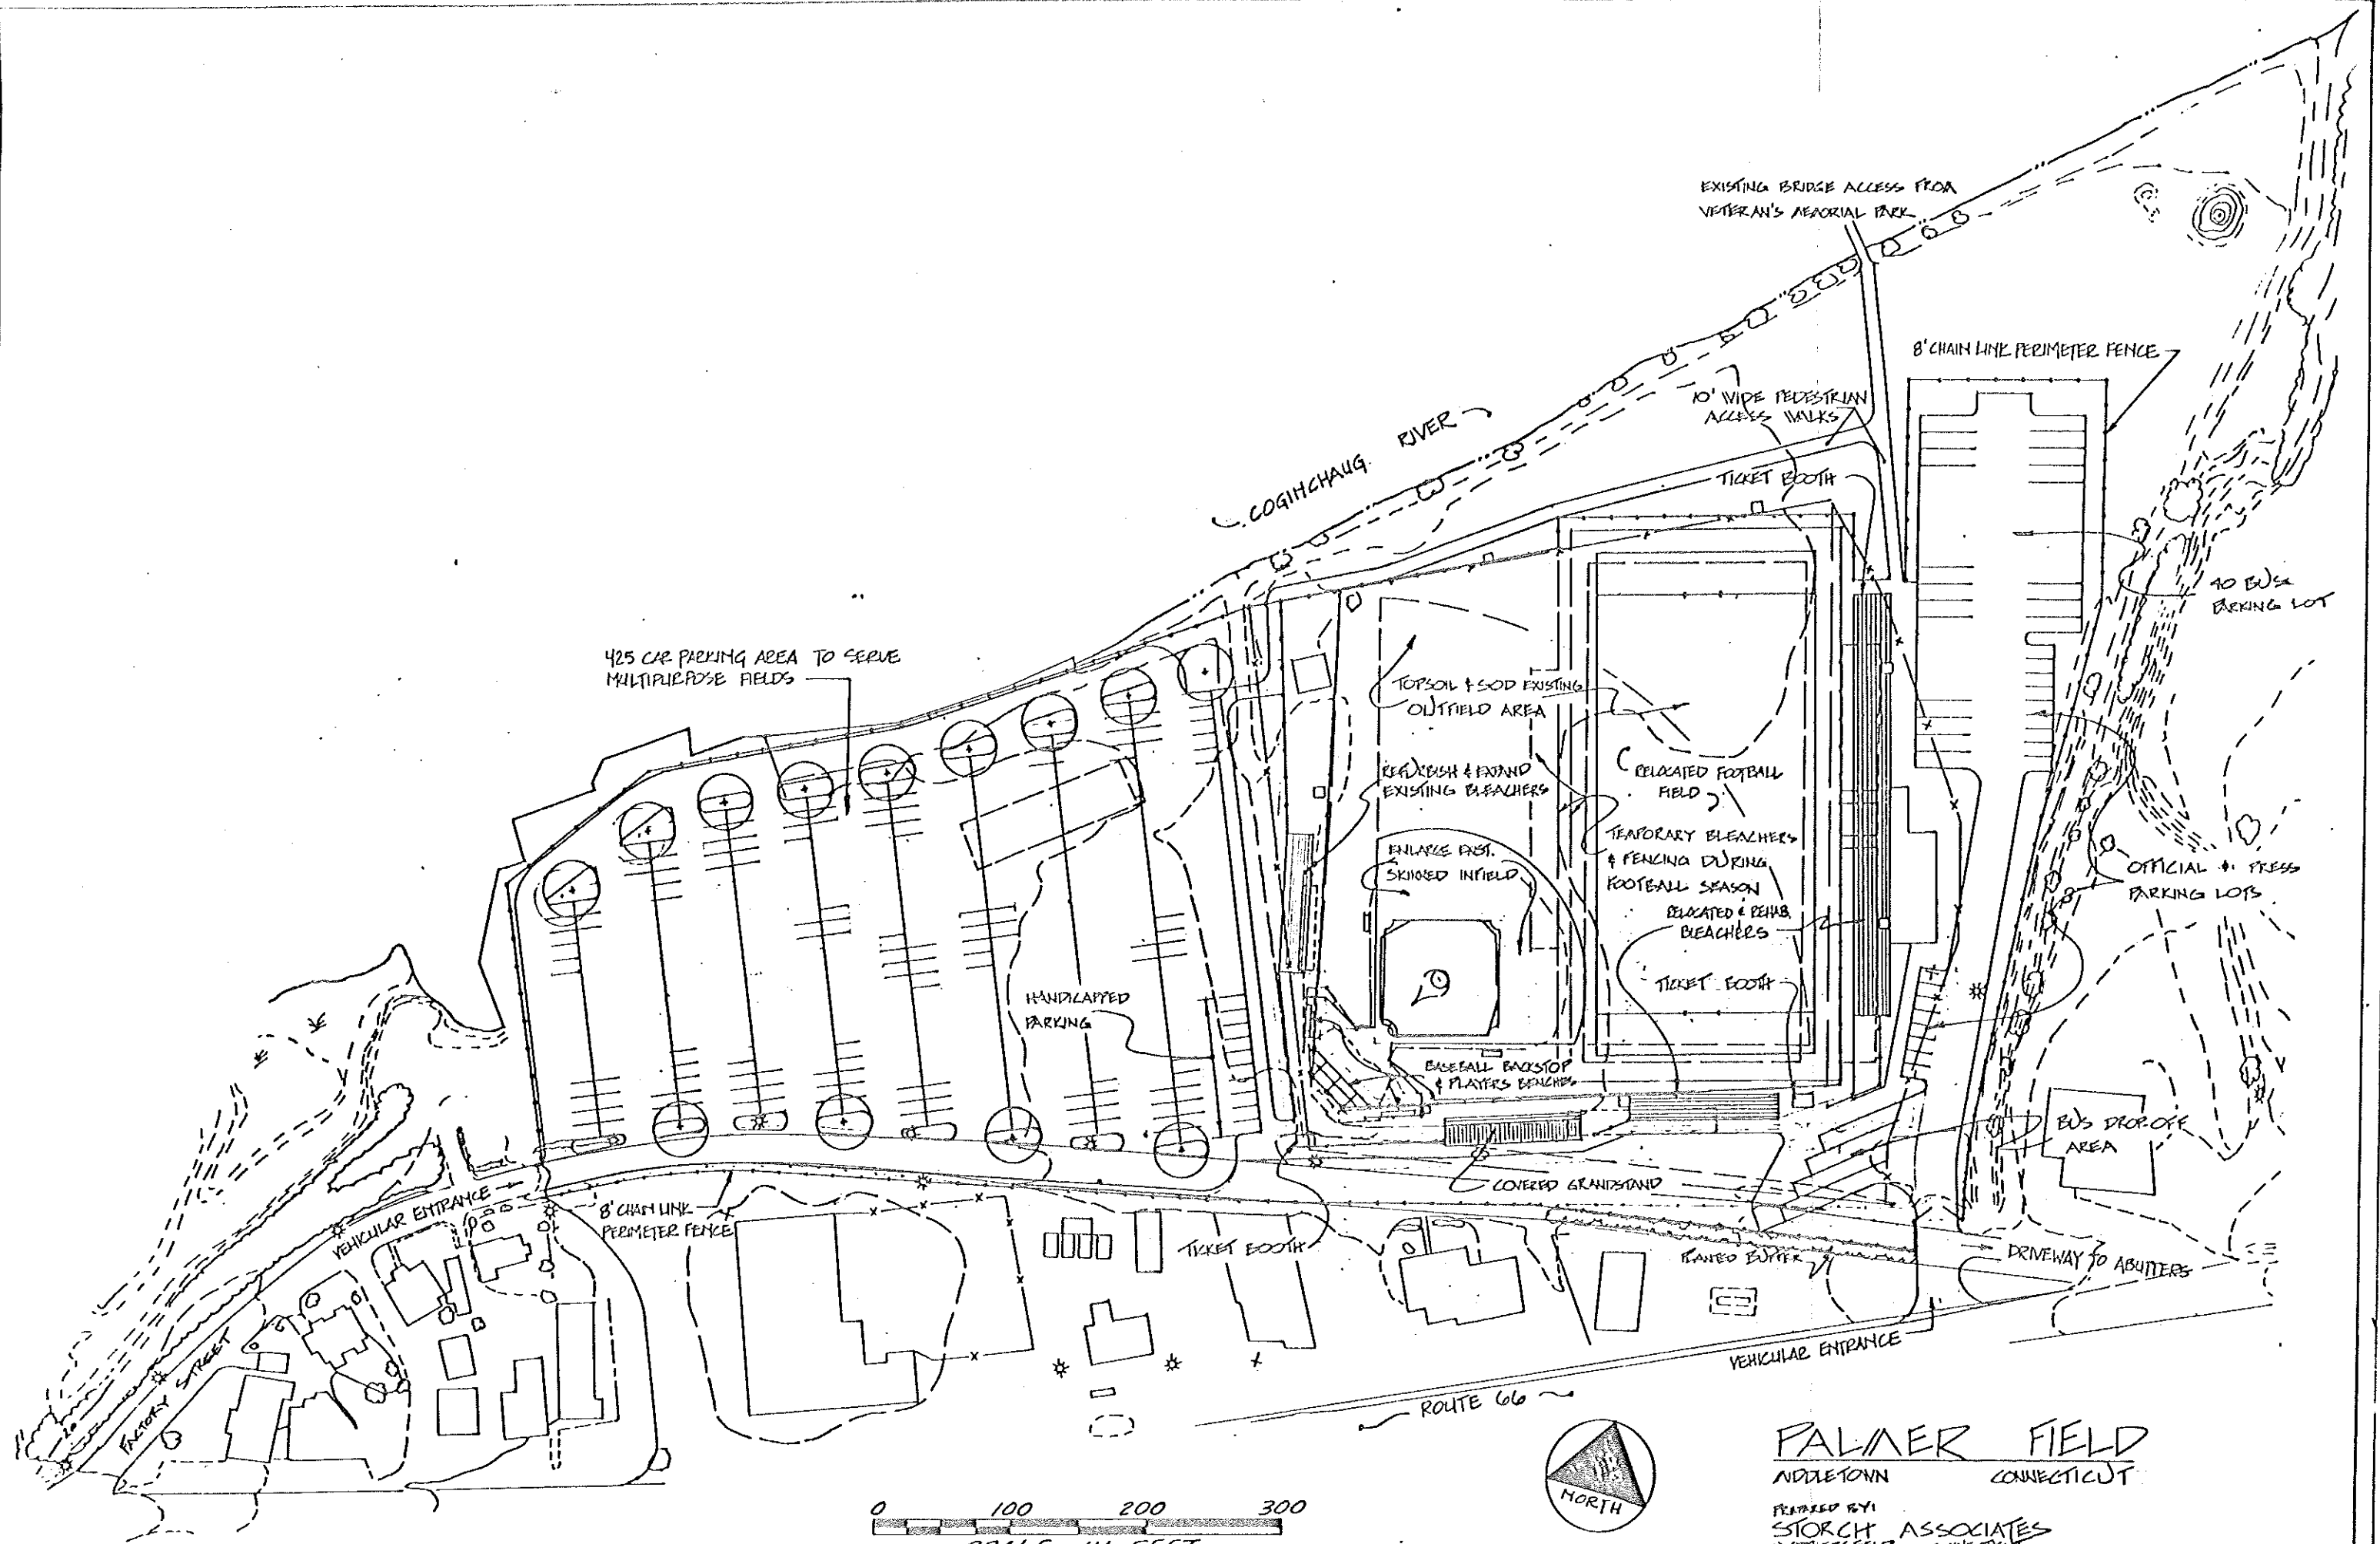 EXISTING BRIDGE ACCESS FROM
VETERAN'S MEMORIAL PARK
8' CHAIN LINK PERIMETER FENCE
10' WIDE PEDESTRIAN
ACCESS WALKS
COGINCHAUG RIVER
TICKET BOOTH
40 BUS
PARKING LOT
425 CAR PARKING AREA TO SERVE
MULTIPURPOSE FIELDS
TOPSOIL & SOD EXISTING
OUTFIELD AREA
REFURBISH & EXPAND
EXISTING BLEACHERS
RELOCATED FOOTBALL
FIELD
TEMPORARY BLEACHERS
& FENCING DURING
FOOTBALL SEASON
ENLARGE EXIST.
SKINNED INFIELD
OFFICIAL & PRESS
PARKING LOTS
RELOCATED & REHAB.
BLEACHERS
TICKET BOOTH
HANDICAPPED
PARKING
BASEBALL BACKSTOP
& PLAYERS BENCHES
BUS DROP OFF
AREA
COVERED GRANDSTAND
VEHICULAR ENTRANCE
8' CHAIN LINK
PERIMETER FENCE
TICKET BOOTH
PLANTED BUFFER
DRIVEWAY TO ABUTTERS
VEHICULAR ENTRANCE
FACTORY STREET
ROUTE 66
NORTH
PALMER FIELD
MIDDLETOWN CONNECTICUT
PREPARED BY:
STORCH ASSOCIATES
0 100 200 300
SCALE IN FEET